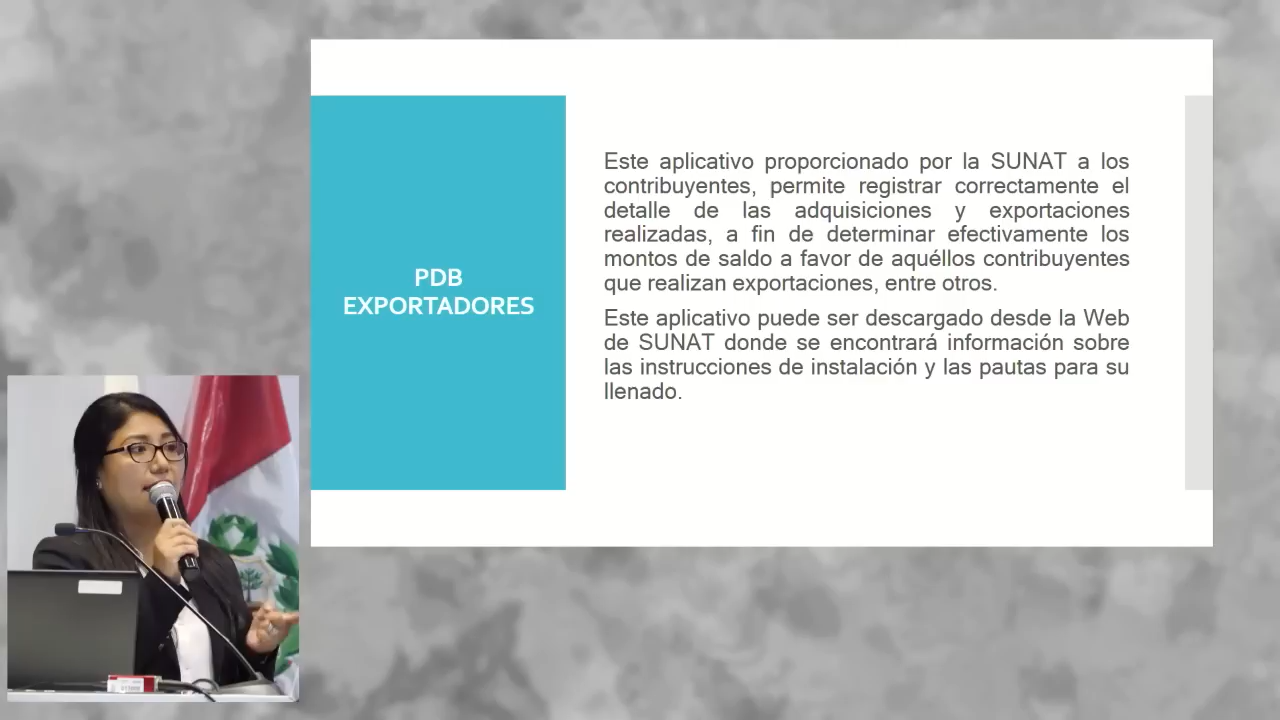 PDB
EXPORTADORES
Este aplicativo proporcionado por la SUNAT a los
contribuyentes, permite registrar correctamente el
detalle de las adquisiciones y exportaciones
realizadas, a fin de determinar efectivamente los
montos de saldo a favor de aquéllos contribuyentes
que realizan exportaciones, entre otros.
Este aplicativo puede ser descargado desde la Web
de SUNAT donde se encontrará información sobre
las instrucciones de instalación y las pautas para su
llenado.